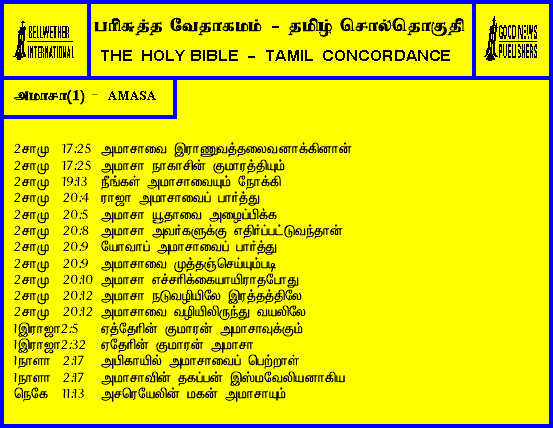 BELLWETHER
INTERNATIONAL
பரிசுத்த வேதாகமம் - தமிழ் சொல்தொகுதி
THE HOLY BIBLE - TAMIL CONCORDANCE
GOOD NEWS
PUBLISHERS
அமாசா(1) - AMASA
2சாமு 17:25 அமாசாவை இராணுவத்தலைவனாக்கினான்
2சாமு 17:25 அமாசா நாகாசின் குமாரத்தியும்
2சாமு 19:13 நீங்கள் அமாசாவையும் நோக்கி
2சாமு 20:4 ராஜா அமாசாவைப் பார்த்து
2சாமு 20:5 அமாசா யூதாவை அழைப்பிக்க
2சாமு 20:8 அமாசா அவர்களுக்கு எதிர்ப்பட்டுவந்தான்
2சாமு 20:9 யோவாப் அமாசாவைப் பார்த்து
2சாமு 20:9 அமாசாவை முத்தஞ்செய்யும்படி
2சாமு 20:10 அமாசா எச்சரிக்கையாயிராதபோது
2சாமு 20:12 அமாசா நடுவழியிலே இரத்தத்திலே
2சாமு 20:12 அமாசாவை வழியிலிருந்து வயலிலே
1இராஜா2:5 ஏத்தேரின் குமாரன் அமாசாவுக்கும்
1இராஜா2:32 ஏதேரின் குமாரன் அமாசா
1நாளா 2:17 அபிகாயில் அமாசாவைப் பெற்றாள்
1நாளா 2:17 அமாசாவின் தகப்பன் இஸ்மவேலியனாகிய
நெகே 11:13 அசரெயேலின் மகன் அமாசாயும்